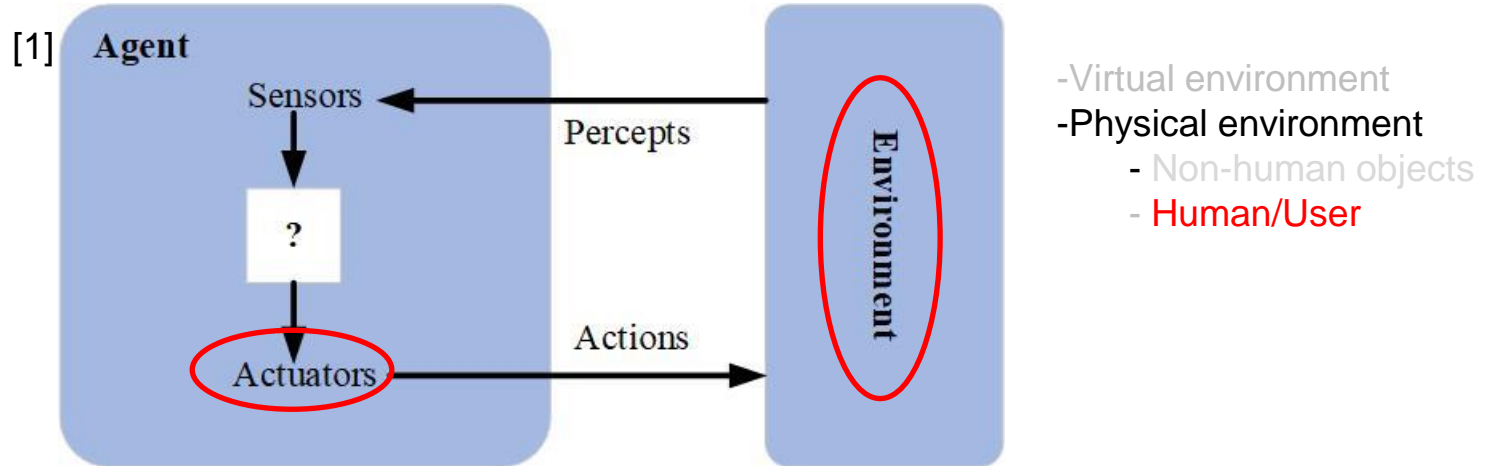 [1]
Agent
Sensors
Percepts
?
Environment
Actions
Actuators
-Virtual environment
-Physical environment
- Non-human objects
- Human/User